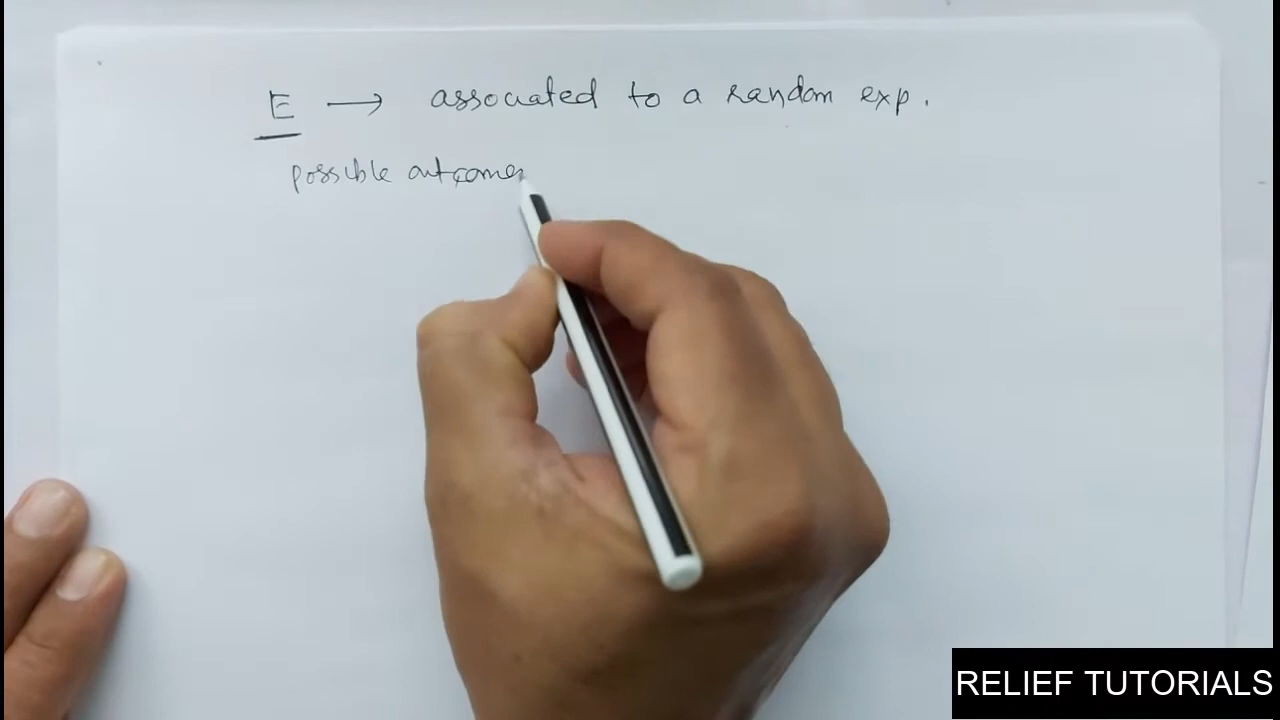 E → associated to a random exp.
possible outcomes
RELIEF TUTORIALS